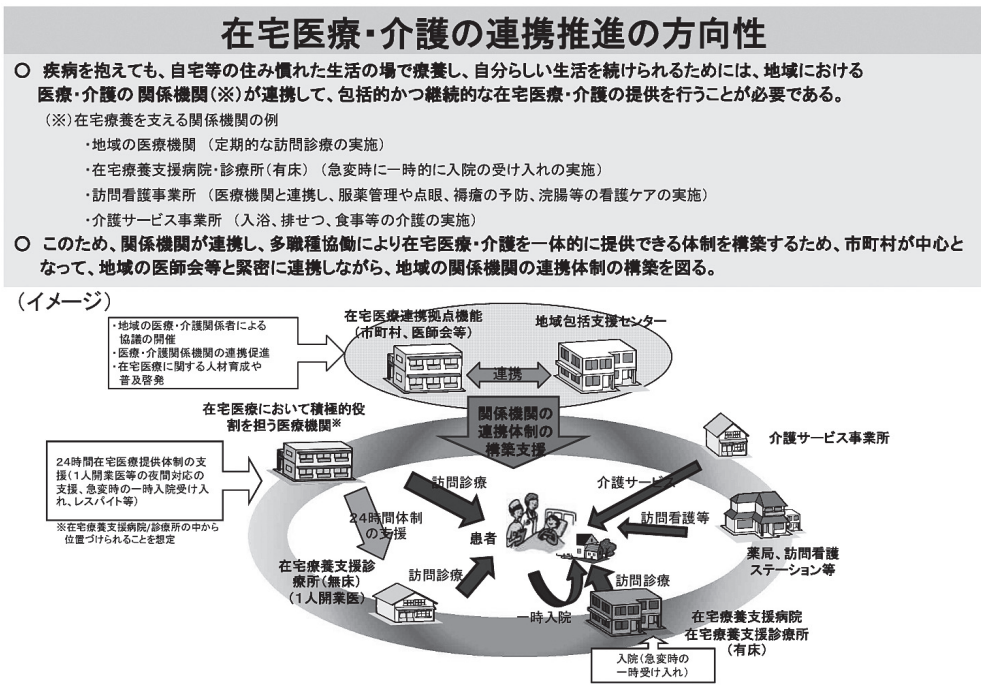 在宅医療・介護の連携推進の方向性
○ 疾病を抱えても、自宅等の住み慣れた生活の場で療養し、自分らしい生活を続けられるためには、地域における
医療・介護の 関係機関(※)が連携して、包括的かつ継続的な在宅医療・介護の提供を行うことが必要である。
(※)在宅療養を支える関係機関の例
・地域の医療機関 (定期的な訪問診療の実施)
・在宅療養支援病院・診療所(有床) (急変時に一時的に入院の受け入れの実施)
・訪問看護事業所 (医療機関と連携し、服薬管理や点眼、褥瘡の予防、浣腸等の看護ケアの実施)
・介護サービス事業所 (入浴、排せつ、食事等の介護の実施)
○ このため、関係機関が連携し、多職種協働により在宅医療・介護を一体的に提供できる体制を構築するため、市町村が中心と
なって、地域の医師会等と緊密に連携しながら、地域の関係機関の連携体制の構築を図る。
(イメージ)
・地域の医療・介護関係者による
協議の開催
・医療・介護関係機関の連携促進
・在宅医療に関する人材育成や
普及啓発
在宅医療連携拠点機能
(市町村、医師会等)
地域包括支援センター
連携
関係機関の
連携体制の
構築支援
在宅医療において積極的役
割を担う医療機関※
24時間在宅医療提供体制の支
援(1人開業医等の夜間対応の
支援、急変時の一時入院受け入
れ、レスパイト等)
※在宅療養支援病院/診療所の中から
位置づけられることを想定
訪問診療
24時間体制
の支援
患者
介護サービス
介護サービス事業所
訪問看護等
薬局、訪問看護
ステーション等
在宅療養支援診
療所(無床)
(1人開業医)
訪問診療
一時入院
訪問診療
在宅療養支援病院
在宅療養支援診療所
(有床)
入院(急変時の
一時受け入れ)